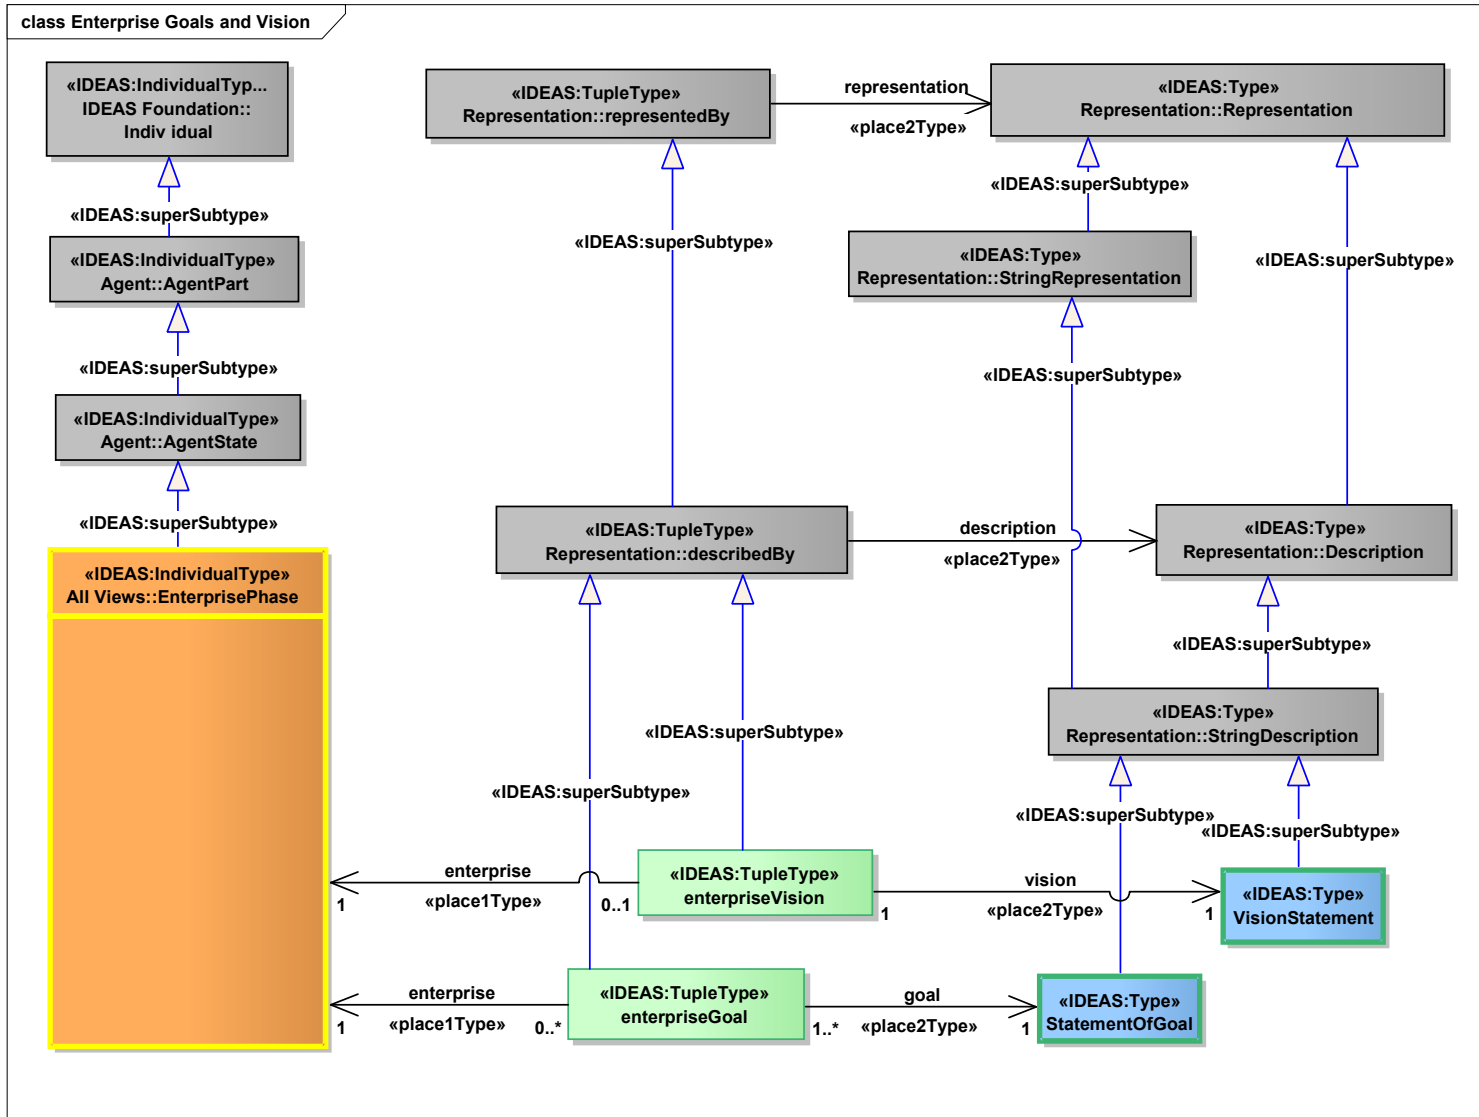 class Enterprise Goals and Vision
«IDEAS:IndividualTyp...
IDEAS Foundation::
Indiv idual
«IDEAS:superSubtype»
«IDEAS:IndividualType»
Agent::AgentPart
«IDEAS:superSubtype»
«IDEAS:IndividualType»
Agent::AgentState
«IDEAS:superSubtype»
«IDEAS:IndividualType»
All Views::EnterprisePhase
«IDEAS:TupleType»
Representation::representedBy
representation
«place2Type»
«IDEAS:Type»
Representation::Representation
«IDEAS:superSubtype»
«IDEAS:superSubtype»
«IDEAS:superSubtype»
«IDEAS:Type»
Representation::StringRepresentation
«IDEAS:superSubtype»
«IDEAS:TupleType»
Representation::describedBy
description
«place2Type»
«IDEAS:Type»
Representation::Description
«IDEAS:superSubtype»
«IDEAS:Type»
Representation::StringDescription
«IDEAS:superSubtype»
«IDEAS:superSubtype»
«IDEAS:superSubtype»
«IDEAS:superSubtype»
enterprise
«place1Type»
1
0..1
«IDEAS:TupleType»
enterpriseVision
vision
«place2Type»
1
1
«IDEAS:Type»
VisionStatement
enterprise
«place1Type»
1
0..*
«IDEAS:TupleType»
enterpriseGoal
goal
«place2Type»
1..*
1
«IDEAS:Type»
StatementOfGoal